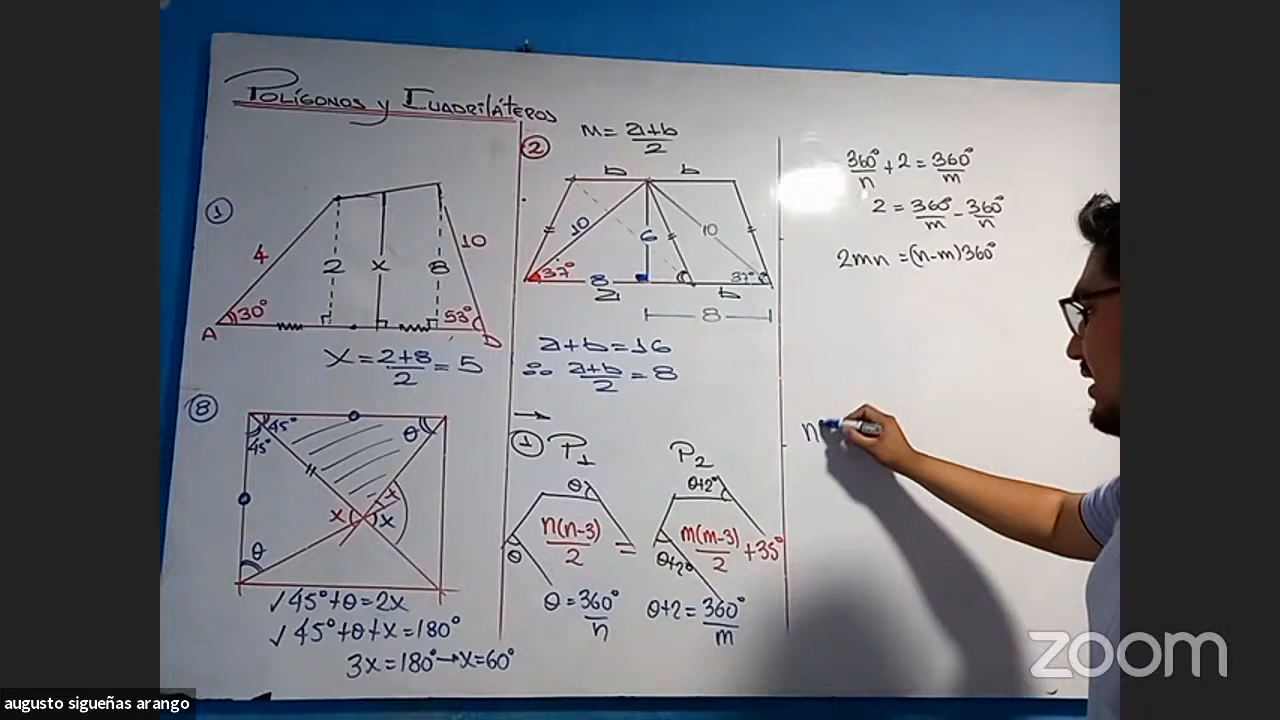 Polígonos y Cuadriláteros
1
4
2
x
8
10
30°
53°
A
D
x = 2+8/2 = 5
2
M = a+b/2
b
b
10
6
10
37°
8
37°
a
b
8
a+b = 16
∴ a+b/2 = 8
8
45°
45°
θ
x
x
x
θ
✓ 45°+θ=2x
✓ 45°+θ+x=180°
3x=180°→x=60°
→
1
P1
P2
θ
θ+2°
n(n-3)/2 = m(m-3)/2 +35°
θ
θ+2°
θ = 360°/n
θ+2 = 360°/m
360°/n + 2 = 360°/m
2 = 360°/m - 360°/n
2mn = (n-m)360°
n
zoom
augusto sigueñas arango